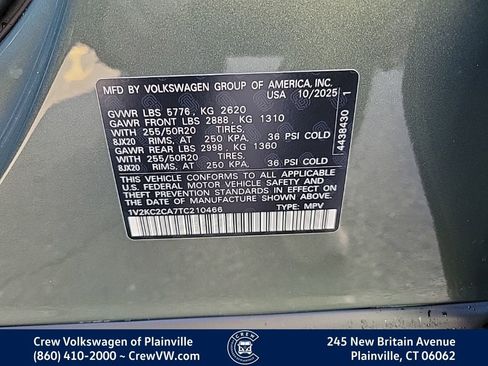 MFD BY VOLKSWAGEN GROUP OF AMERICA, INC.
USA 10/2025
GVWR LBS 5776, KG 2620
GAWR FRONT LBS 2888, KG 1310
WITH 255/50R20 TIRES,
8JX20 RIMS, AT 250 KPA. 36 PSI COLD
GAWR REAR LBS 2998, KG 1360
WITH 255/50R20 TIRES,
8JX20 RIMS, AT 250 KPA. 36 PSI COLD
THIS VEHICLE CONFORMS TO ALL APPLICABLE
U.S. FEDERAL MOTOR VEHICLE SAFETY AND
THEFT PREVENTION STANDARDS IN EFFECT ON
THE DATE OF MANUFACTURE SHOWN ABOVE.
1V2KC2CA7TC210466
TYPE: MPV
4438430 1
Crew Volkswagen of Plainville
(860) 410-2000 ~ CrewVW.com
CREW
245 New Britain Avenue
Plainville, CT 06062